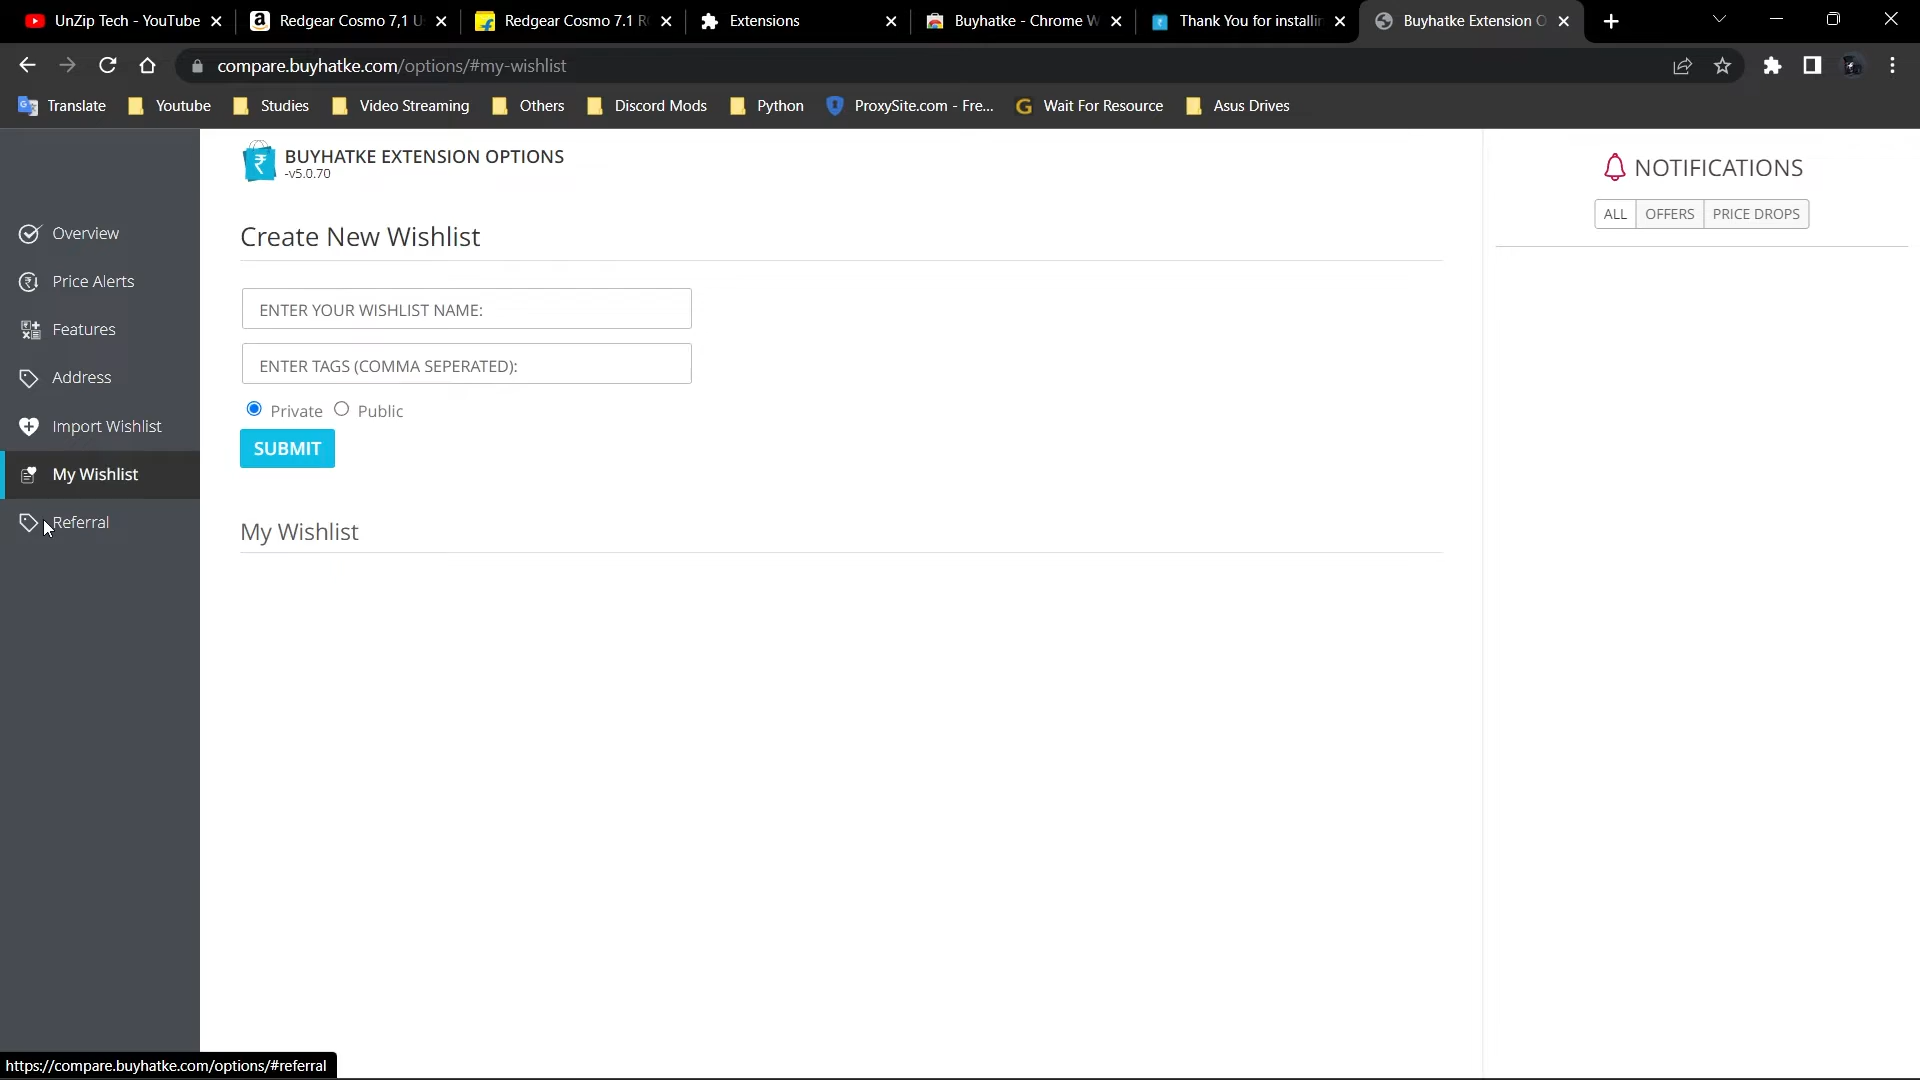 UnZip Tech - YouTube
Redgear Cosmo 7,1 U
Redgear Cosmo 7.1 R
Extensions
Buyhatke - Chrome W
Thank You for installin
Buyhatke Extension O
compare.buyhatke.com/options/#my-wishlist
Translate
Youtube
Studies
Video Streaming
Others
Discord Mods
Python
ProxySite.com - Fre...
Wait For Resource
Asus Drives
Overview
Price Alerts
Features
Address
Import Wishlist
My Wishlist
Referral
BUYHATKE EXTENSION OPTIONS
-v5.0.70
Create New Wishlist
ENTER YOUR WISHLIST NAME:
ENTER TAGS (COMMA SEPERATED):
Private Public
SUBMIT
My Wishlist
NOTIFICATIONS
ALL OFFERS PRICE DROPS
https://compare.buyhatke.com/options/#referral